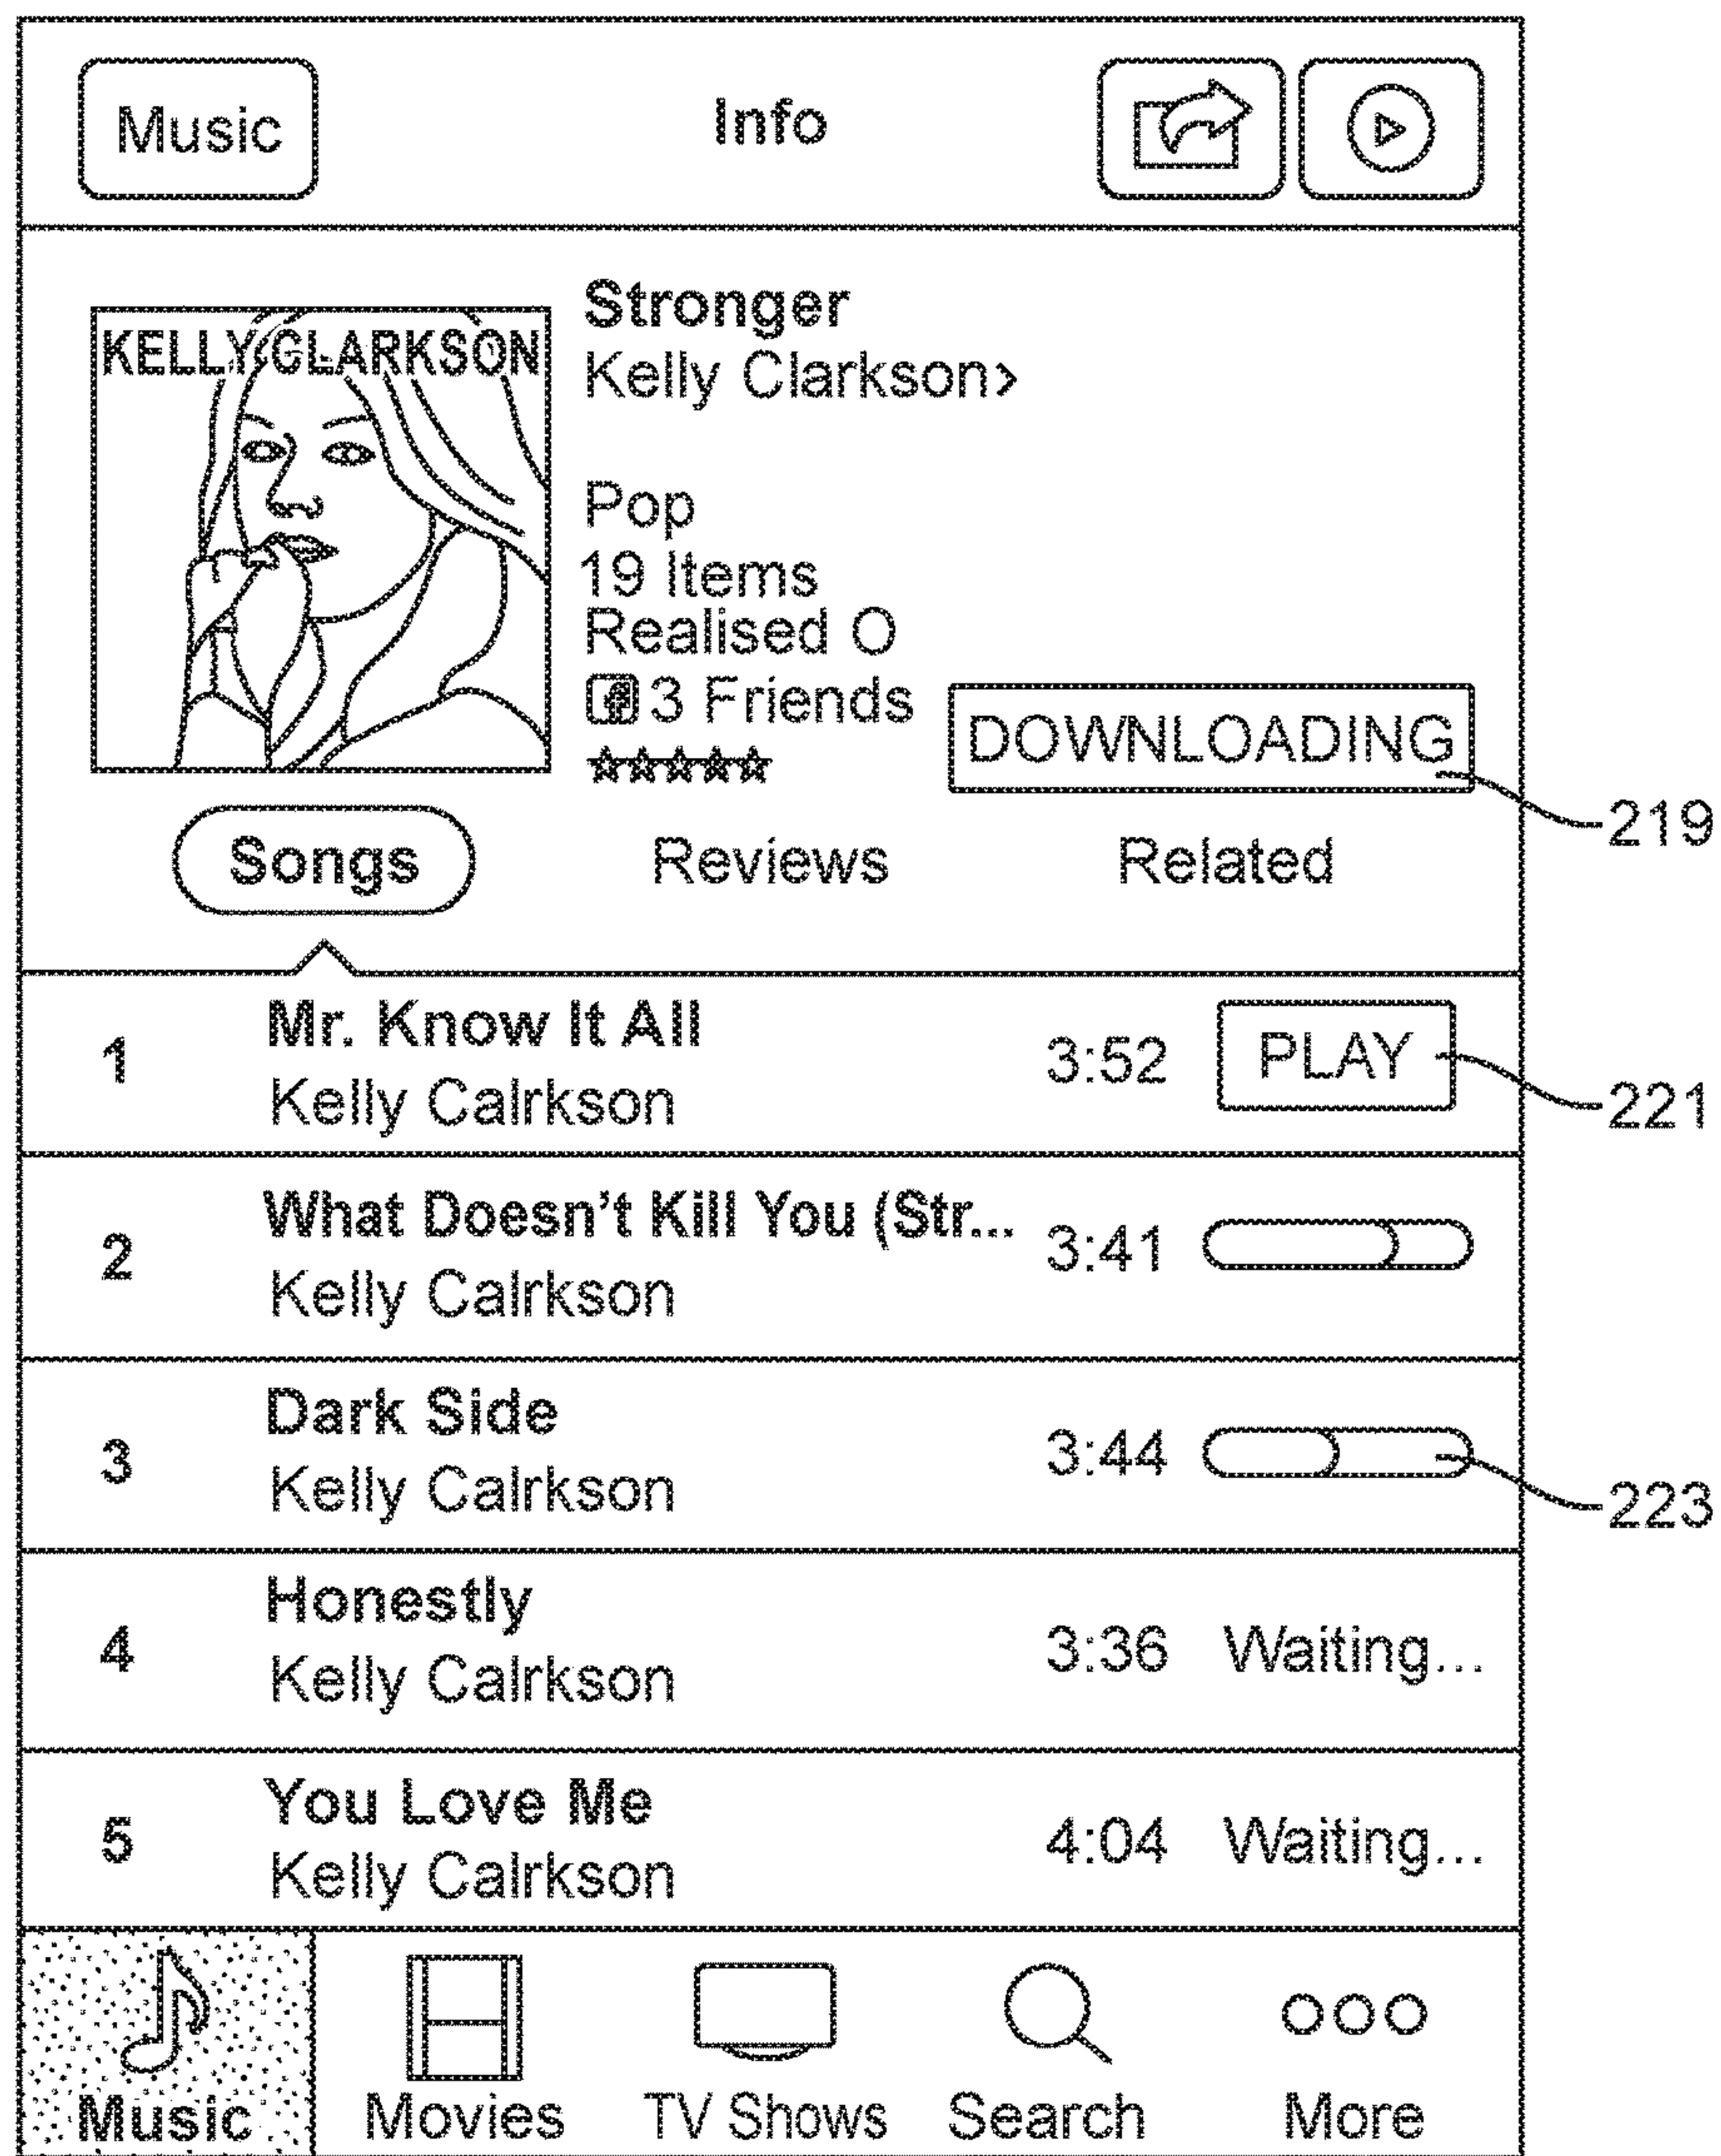 Music
Info
KELLY CLARKSON
Stronger
Kelly Clarkson>
Pop
19 Items
Realised O
3 Friends
DOWNLOADING
219
Songs Reviews Related
1 Mr. Know It All 3:52 PLAY
Kelly Calrkson
221
2 What Doesn't Kill You (Str... 3:41
Kelly Calrkson
3 Dark Side 3:44
Kelly Calrkson
223
4 Honestly 3:36 Waiting...
Kelly Calrkson
5 You Love Me 4:04 Waiting...
Kelly Calrkson
Music Movies TV Shows Search More